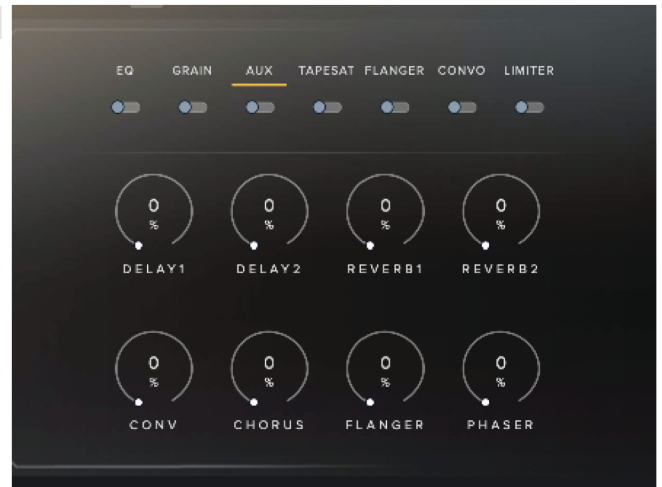 EQ GRAIN AUX TAPESAT FLANGER CONVO LIMITER
0 0 0 0
% % % %
DELAY1 DELAY2 REVERB1 REVERB2
0 0 0 0
% % % %
CONV CHORUS FLANGER PHASER